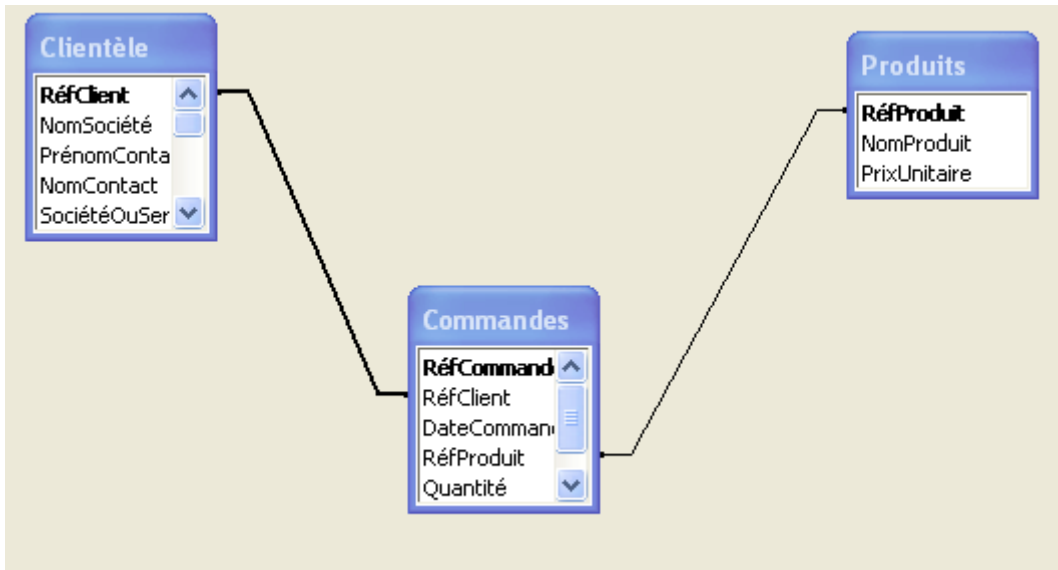 Clientèle
RéfClient
NomSociété
PrénomConta
NomContact
SociétéOuSer
Produits
RéfProduit
NomProduit
PrixUnitaire
Commandes
RéfCommand
RéfClient
DateComman
RéfProduit
Quantité